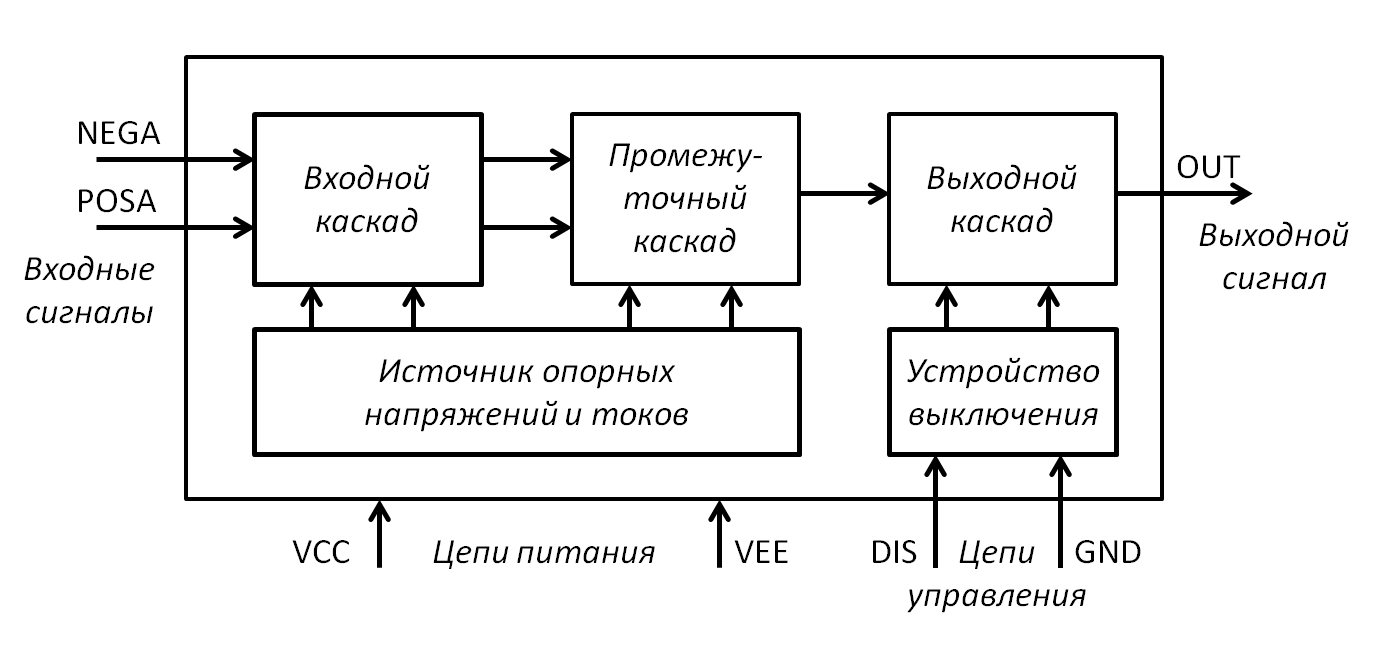 NEGA
POSA
Входные
сигналы
Входной
каскад
Промежу-
точный
каскад
Выходной
каскад
OUT
Выходной
сигнал
Источник опорных
напряжений и токов
Устройство
выключения
VCC
Цепи питания
VEE
DIS
Цепи
управления
GND